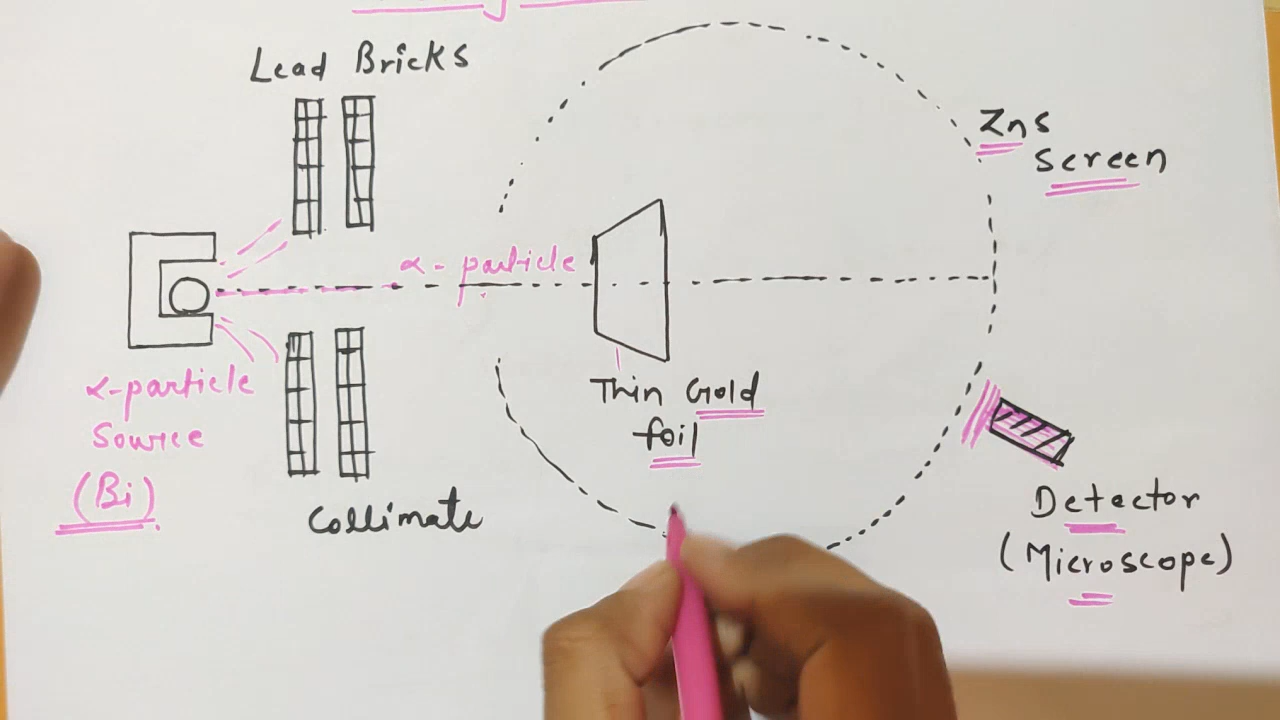 Lead Bricks
ZnS
Screen
α-particle
α-particle
Source
(Bi)
Thin Gold
foil
Collimate
Detector
(Microscope)